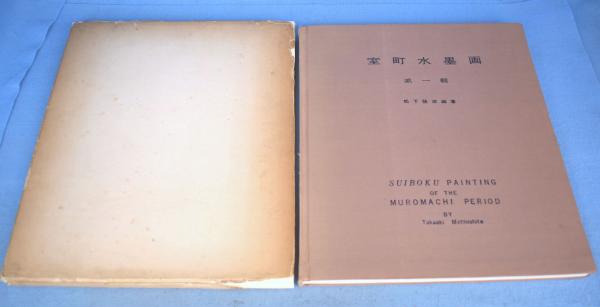 室町水墨画
第一輯
松下隆章編著
SUIBOKU PAINTING
OF THE
MUROMACHI PERIOD
BY
Takaaki Matsushita